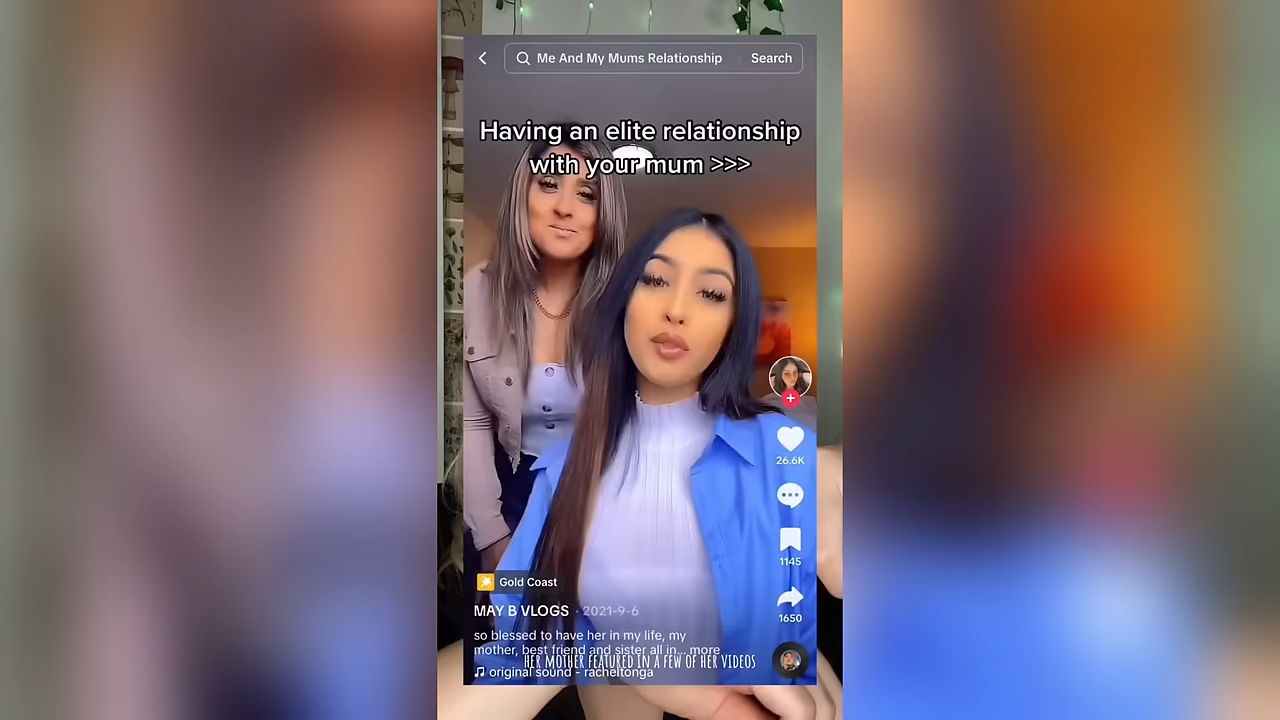 Me And My Mums Relationship
Search
Having an elite relationship
with your mum >>>
26.6K
1145
1650
Gold Coast
MAY B VLOGS · 2021-9-6
so blessed to have her in my life, my
mother, best friend and sister all in... more
HER MOTHER FEATURED IN A FEW OF HER VIDEOS
original sound - racheltonga